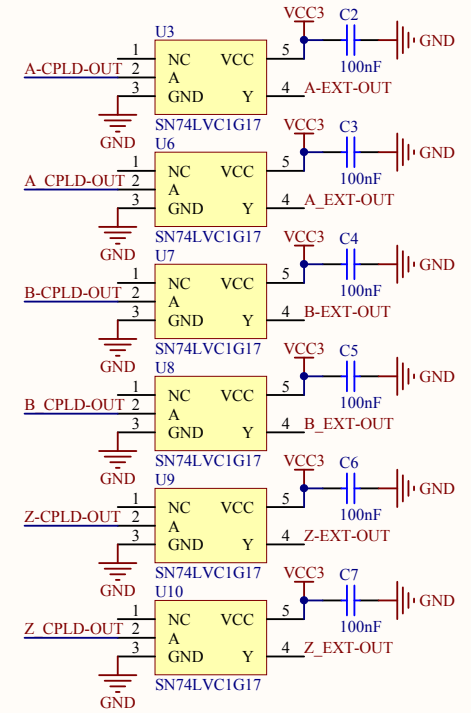 VCC3 C2
U3
1 NC VCC 5 GND
A-CPLD-OUT 2 A 100nF
3 GND Y 4 A-EXT-OUT
GND SN74LVC1G17
VCC3 C3
U6
1 NC VCC 5 GND
A_CPLD-OUT 2 A 100nF
3 GND Y 4 A_EXT-OUT
GND SN74LVC1G17
VCC3 C4
U7
1 NC VCC 5 GND
B-CPLD-OUT 2 A 100nF
3 GND Y 4 B-EXT-OUT
GND SN74LVC1G17
VCC3 C5
U8
1 NC VCC 5 GND
B_CPLD-OUT 2 A 100nF
3 GND Y 4 B_EXT-OUT
GND SN74LVC1G17
VCC3 C6
U9
1 NC VCC 5 GND
Z-CPLD-OUT 2 A 100nF
3 GND Y 4 Z-EXT-OUT
GND SN74LVC1G17
VCC3 C7
U10
1 NC VCC 5 GND
Z_CPLD-OUT 2 A 100nF
3 GND Y 4 Z_EXT-OUT
GND SN74LVC1G17